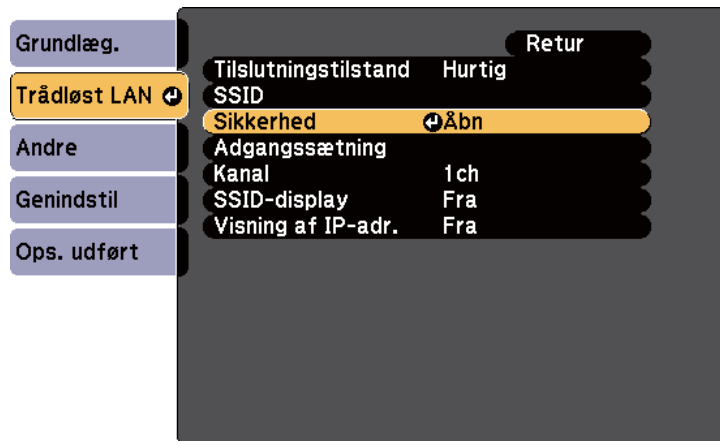 Grundlæg.
Trådløst LAN
Andre
Genindstil
Ops. udført
Retur
Tilslutningstilstand Hurtig
SSID
Sikkerhed Åbn
Adgangssætning
Kanal 1ch
SSID-display Fra
Visning af IP-adr. Fra